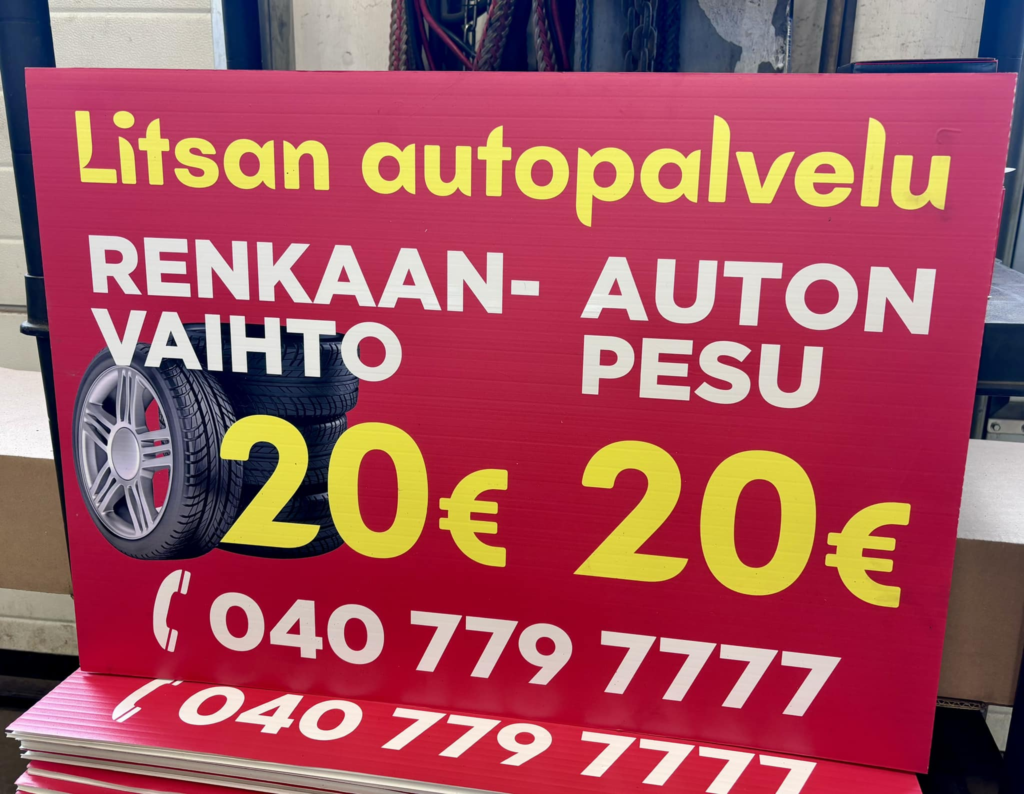 Litsan autopalvelu
RENKAAN-
VAIHTO
20€
AUTON
PESU
20€
040 779 7777
040 779 7777